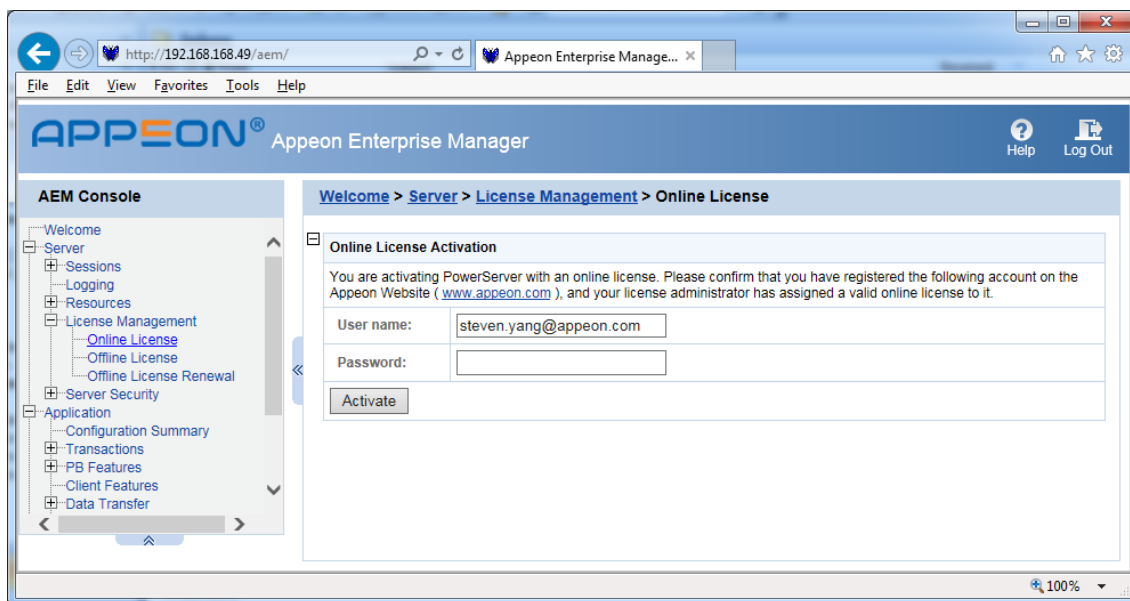 http://192.168.168.49/aem/
Appeon Enterprise Manage...
File Edit View Favorites Tools Help
APPEON® Appeon Enterprise Manager
Help
Log Out
AEM Console
Welcome
Server
Sessions
Logging
Resources
License Management
Online License
Offline License
Offline License Renewal
Server Security
Application
Configuration Summary
Transactions
PB Features
Client Features
Data Transfer
Welcome > Server > License Management > Online License
Online License Activation
You are activating PowerServer with an online license. Please confirm that you have registered the following account on the
Appeon Website ( www.appeon.com ), and your license administrator has assigned a valid online license to it.
User name: steven.yang@appeon.com
Password:
Activate
100%